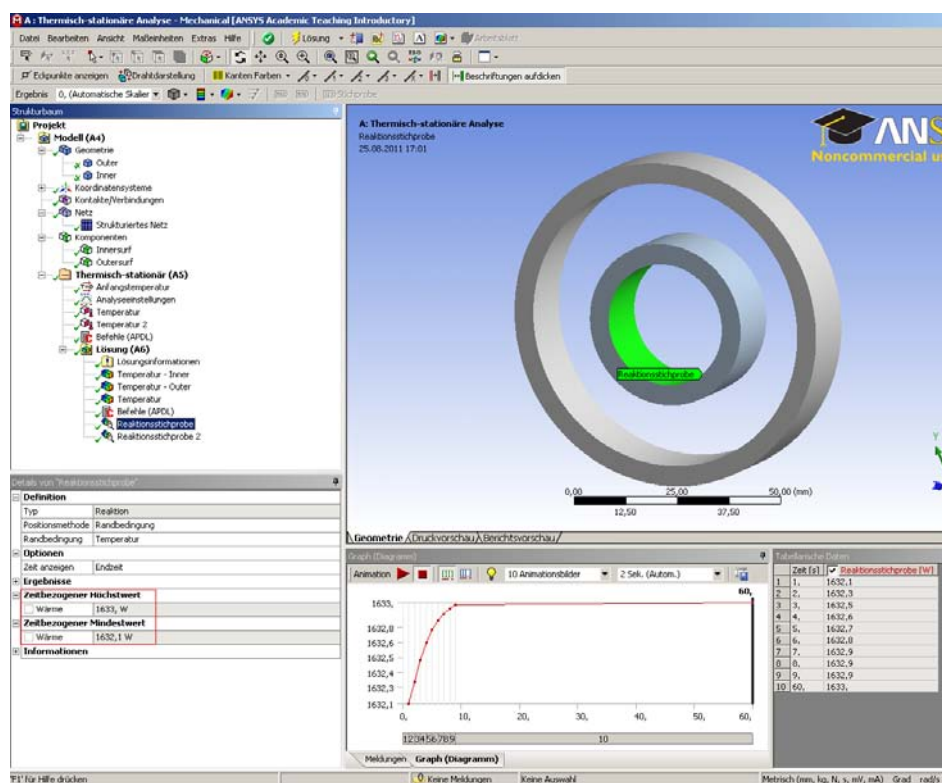 A : Thermisch-stationäre Analyse - Mechanical [ANSYS Academic Teaching Introductory]
Datei Bearbeiten Ansicht Maßeinheiten Extras Hilfe Lösung Arbeitsblatt
Eckpunkte anzeigen Drahtdarstellung Kanten Farben Beschriftungen aufdicken
Ergebnis 0, (Automatische Skalier
Strukturbaum
Projekt
Modell (A4)
Geometrie
Outer
Inner
Koordinatensysteme
Kontakte/Verbindungen
Netz
Strukturiertes Netz
Komponenten
Innersurf
Outersurf
Thermisch-stationär (A5)
Anfangstemperatur
Analyseeinstellungen
Temperatur
Temperatur 2
Befehle (APDL)
Lösung (A6)
Lösungsinformationen
Temperatur - Inner
Temperatur - Outer
Temperatur
Befehle (APDL)
Reaktionsstichprobe
Reaktionsstichprobe 2
A: Thermisch-stationäre Analyse
Reaktionsstichprobe
25.08.2011 17:01
ANS
Noncommercial u
Reaktionsstichprobe
Y
0,00 25,00 50,00 (mm)
12,50 37,50
Geometrie Druckvorschau Berichtsvorschau
Details von "Reaktionsstichprobe"
Definition
Typ Reaktion
Positionsmethode Randbedingung
Randbedingung Temperatur
Optionen
Zeit anzeigen Endzeit
Ergebnisse
Zeitbezogener Höchstwert
Wärme 1633, W
Zeitbezogener Mindestwert
Wärme 1632,1 W
Informationen
Graph (Diagramm)
Animation 10 Animationsbilder 2 Sek. (Autom.)
60,
1633,
1632,8
1632,6
1632,5
1632,4
1632,3
1632,1
0, 10, 20, 30, 40, 50, 60,
1 2 3 4 5 6 7 8 9 10
Meldungen Graph (Diagramm)
Tabellarische Daten
Zeit [s] Reaktionsstichprobe [W]
1 1, 1632,1
2 2, 1632,3
3 3, 1632,5
4 4, 1632,6
5 5, 1632,7
6 6, 1632,8
7 7, 1632,9
8 8, 1632,9
9 9, 1632,9
10 60, 1633,
'F1' für Hilfe drücken Keine Meldungen Keine Auswahl Metrisch (mm, kg, N, s, mV, mA) Grad rad/s